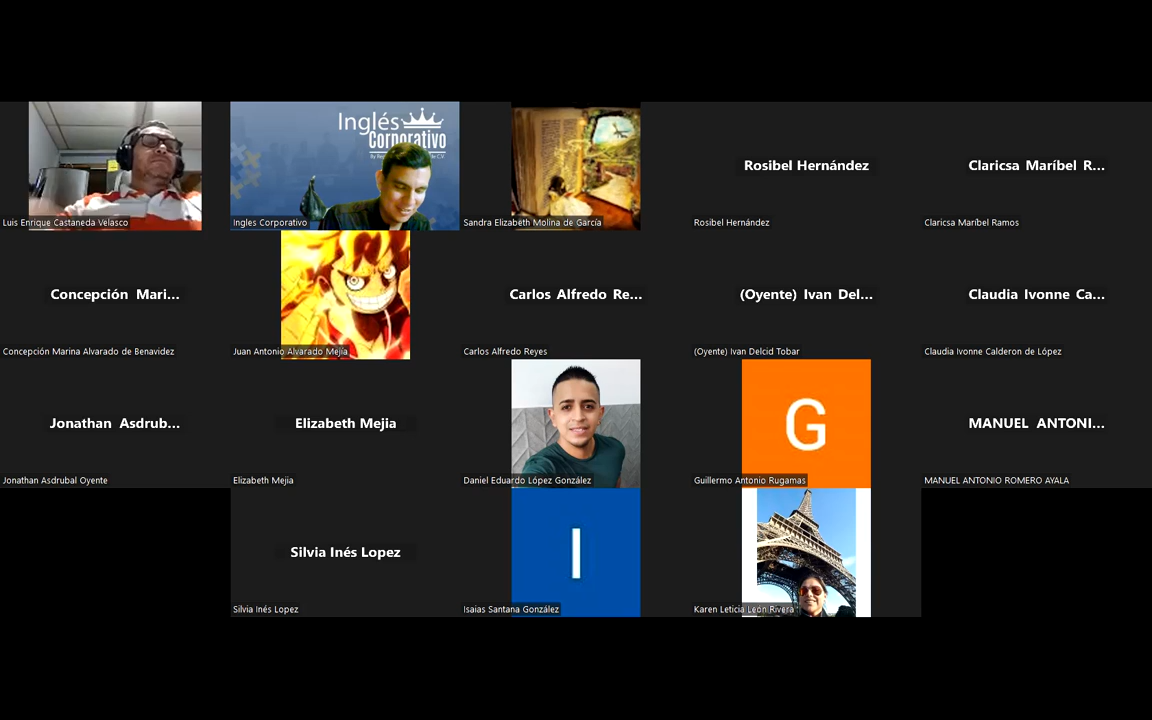 Inglés
Corporativo
Luis Enrique Castaneda Velasco
Ingles Corporativo
Sandra Elizabeth Molina de García
Rosibel Hernández
Rosibel Hernández
Claricsa Maríbel R...
Claricsa Maríbel Ramos
Concepción Mari...
Concepción Marina Alvarado de Benavidez
Juan Antonio Alvarado Mejía
Carlos Alfredo Re...
Carlos Alfredo Reyes
(Oyente) Ivan Del...
(Oyente) Ivan Delcid Tobar
Claudia Ivonne Ca...
Claudia Ivonne Calderon de López
Jonathan Asdrub...
Jonathan Asdrubal Oyente
Elizabeth Mejia
Elizabeth Mejia
Daniel Eduardo López González
G
Guillermo Antonio Rugamas
MANUEL ANTONI...
MANUEL ANTONIO ROMERO AYALA
Silvia Inés Lopez
Silvia Inés Lopez
I
Isaias Santana González
Karen Leticia León Rivera